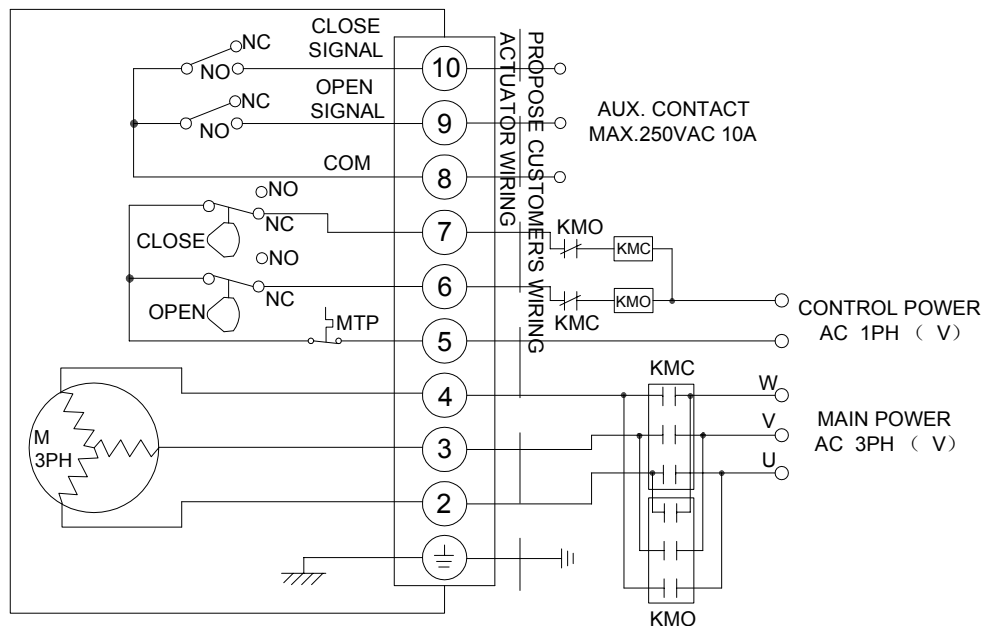 CLOSE
SIGNAL
NC
NO
10
OPEN
SIGNAL
NC
NO
9
COM
8
AUX. CONTACT
MAX.250VAC 10A
ACTUATOR WIRING
PROPOSE CUSTOMER'S WIRING
NO
NC
CLOSE
7
KMO
KMC
NO
NC
OPEN
6
KMC
KMO
MTP
5
CONTROL POWER
AC 1PH ( V)
KMC
4
W
M
3PH
3
V
MAIN POWER
AC 3PH ( V)
U
2
KMO